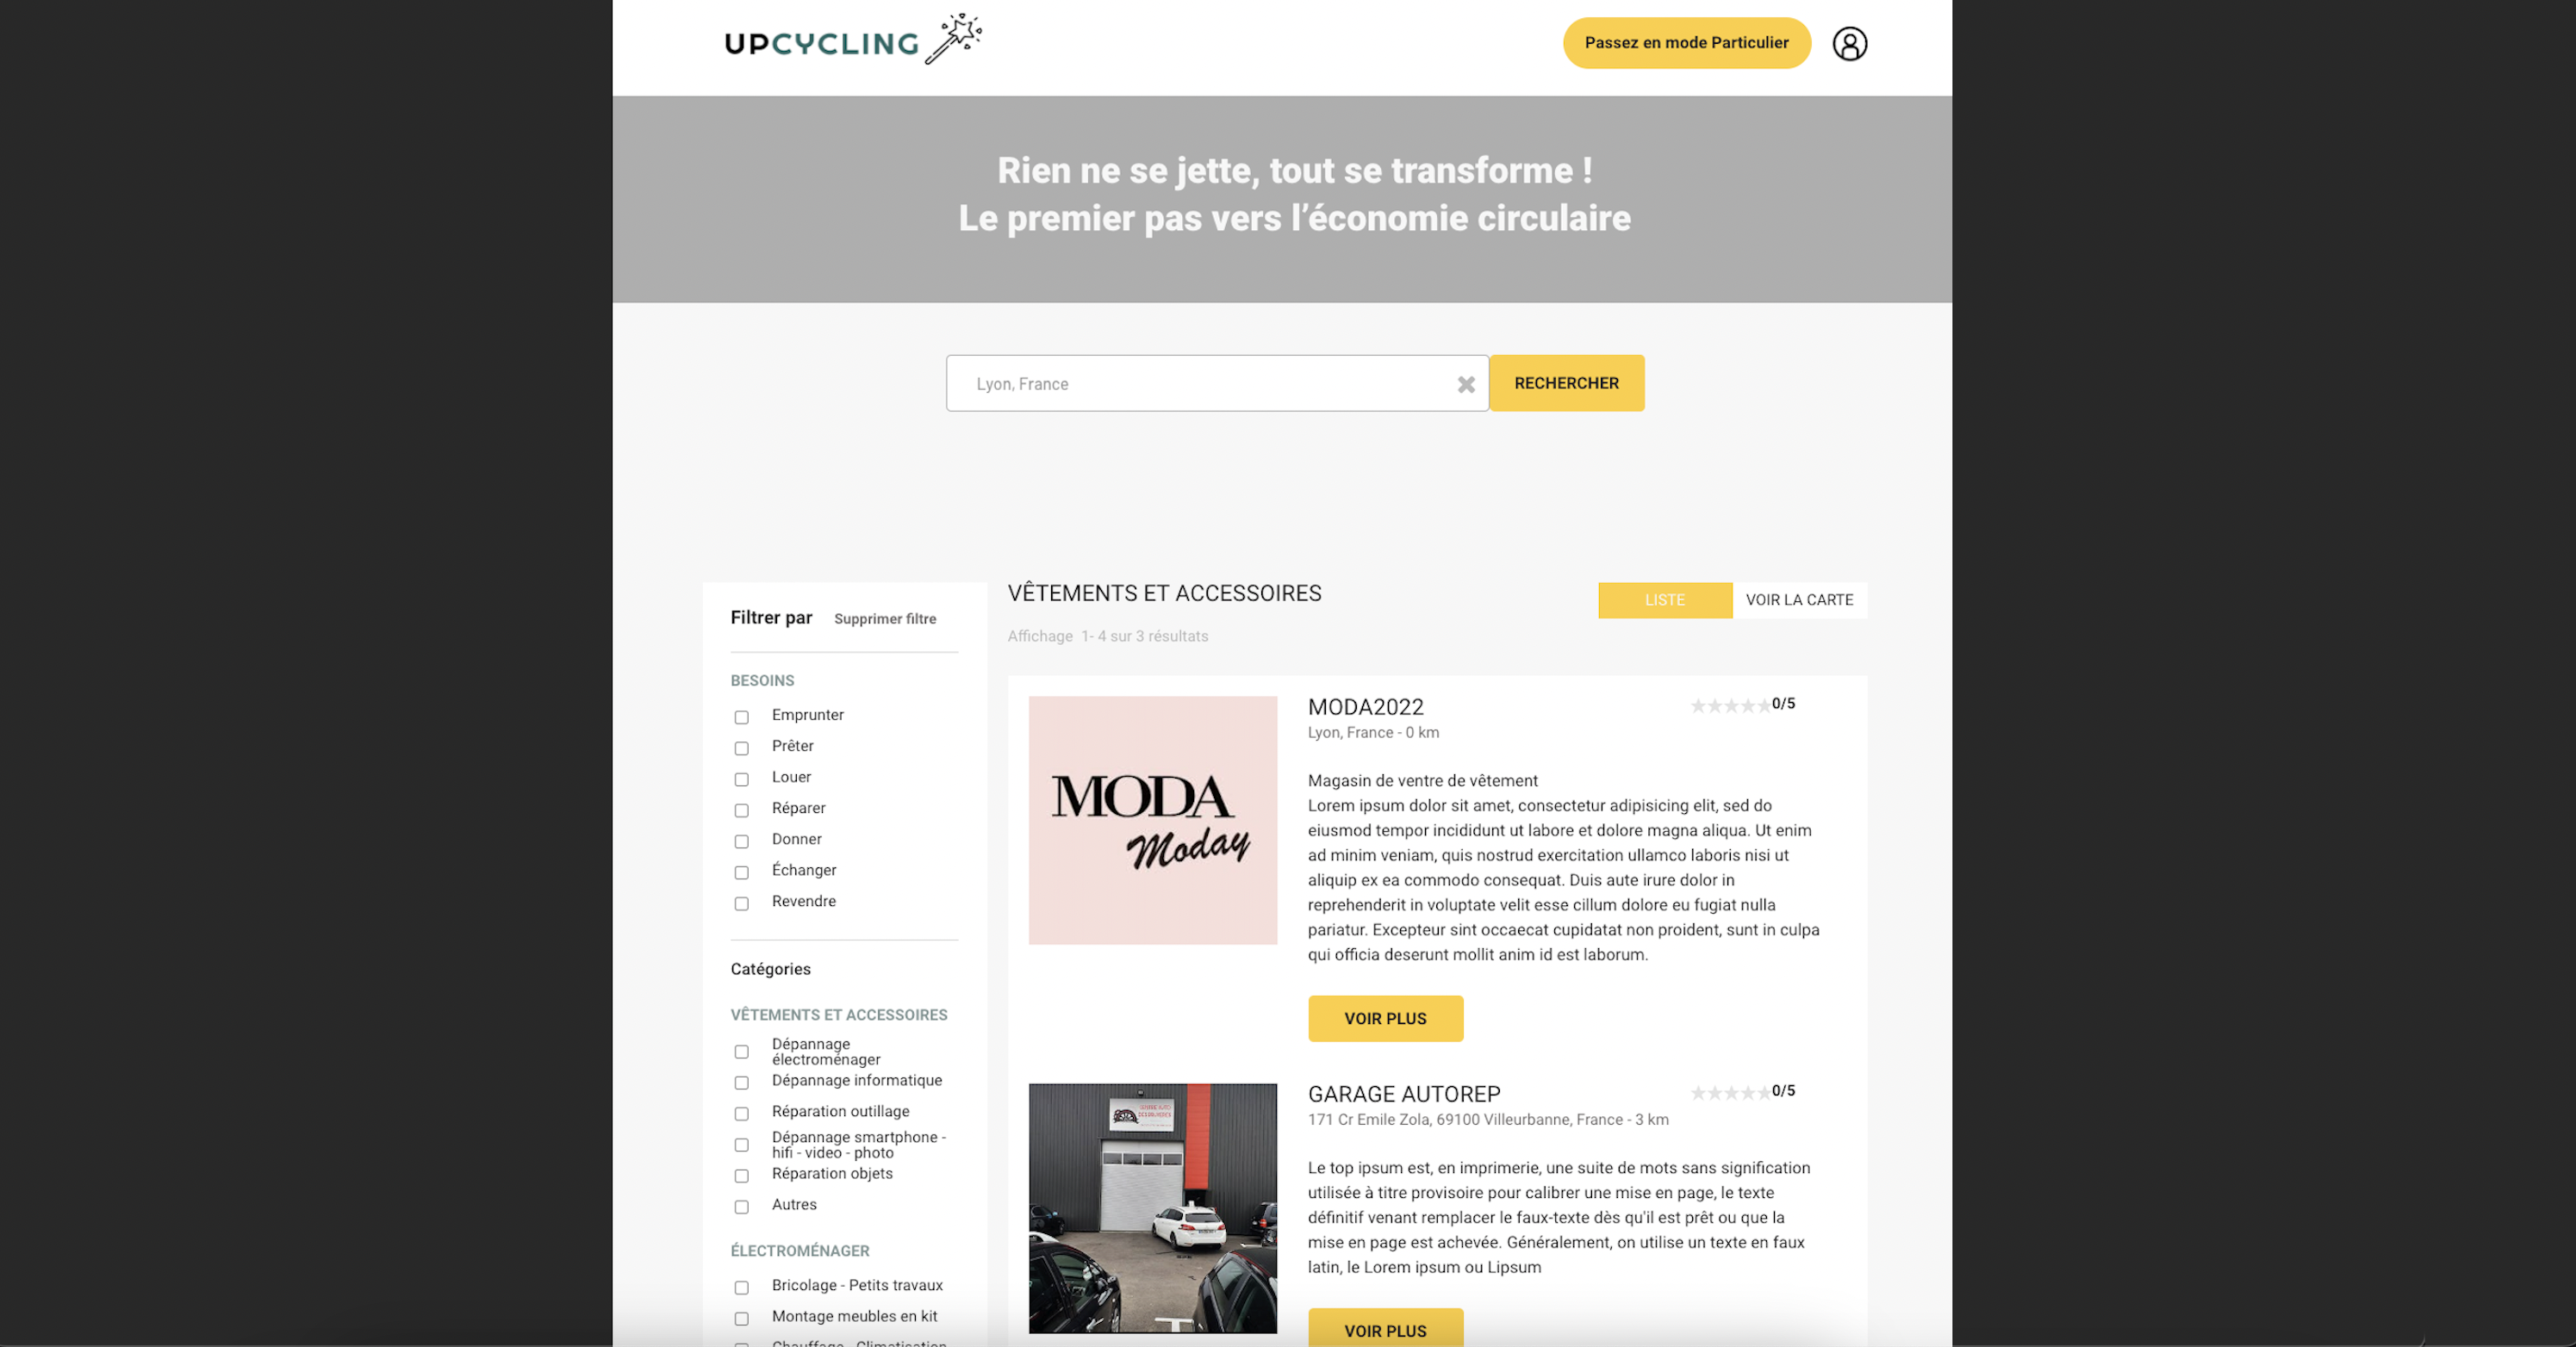 UPCYCLING
Passez en mode Particulier
Rien ne se jette, tout se transforme !
Le premier pas vers l’économie circulaire
Lyon, France
RECHERCHER
Filtrer par Supprimer filtre
BESOINS
Emprunter
Prêter
Louer
Réparer
Donner
Échanger
Revendre
Catégories
VÊTEMENTS ET ACCESSOIRES
Dépannage
électroménager
Dépannage informatique
Réparation outillage
Dépannage smartphone -
hifi - video - photo
Réparation objets
Autres
ÉLECTROMÉNAGER
Bricolage - Petits travaux
Montage meubles en kit
Chauffage - Climatisation
VÊTEMENTS ET ACCESSOIRES
LISTE VOIR LA CARTE
Affichage 1- 4 sur 3 résultats
MODA
Moday
MODA2022
0/5
Lyon, France - 0 km
Magasin de ventre de vêtement
Lorem ipsum dolor sit amet, consectetur adipisicing elit, sed do
eiusmod tempor incididunt ut labore et dolore magna aliqua. Ut enim
ad minim veniam, quis nostrud exercitation ullamco laboris nisi ut
aliquip ex ea commodo consequat. Duis aute irure dolor in
reprehenderit in voluptate velit esse cillum dolore eu fugiat nulla
pariatur. Excepteur sint occaecat cupidatat non proident, sunt in culpa
qui officia deserunt mollit anim id est laborum.
VOIR PLUS
GARAGE AUTOREP
0/5
171 Cr Emile Zola, 69100 Villeurbanne, France - 3 km
Le top ipsum est, en imprimerie, une suite de mots sans signification
utilisée à titre provisoire pour calibrer une mise en page, le texte
définitif venant remplacer le faux-texte dès qu'il est prêt ou que la
mise en page est achevée. Généralement, on utilise un texte en faux
latin, le Lorem ipsum ou Lipsum
VOIR PLUS